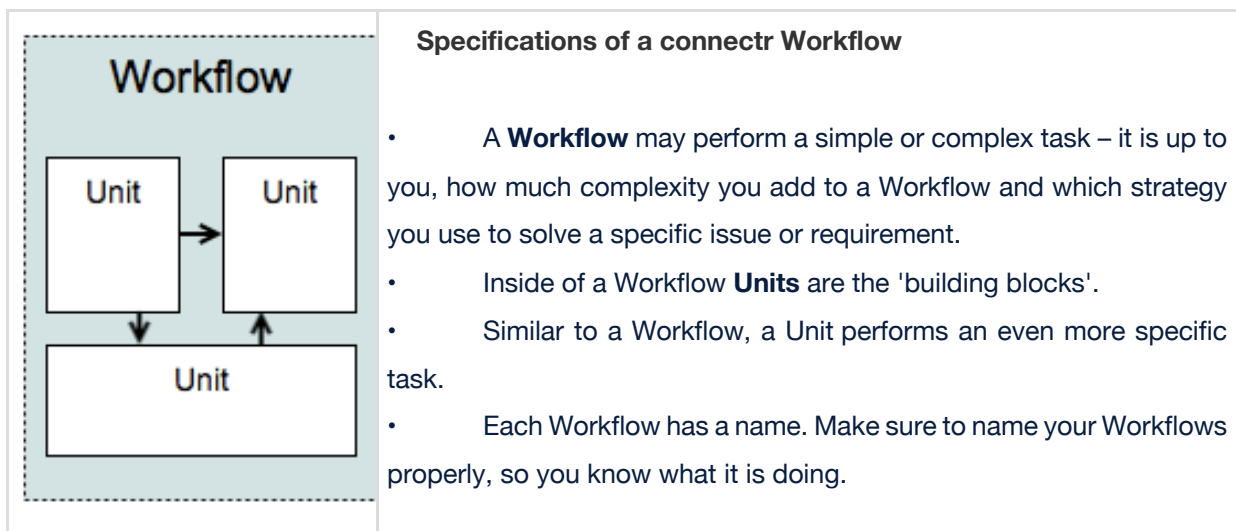 Workflow
Unit
Unit
Unit
Specifications of a connectr Workflow
• A Workflow may perform a simple or complex task – it is up to
you, how much complexity you add to a Workflow and which strategy
you use to solve a specific issue or requirement.
• Inside of a Workflow Units are the 'building blocks'.
• Similar to a Workflow, a Unit performs an even more specific
task.
• Each Workflow has a name. Make sure to name your Workflows
properly, so you know what it is doing.